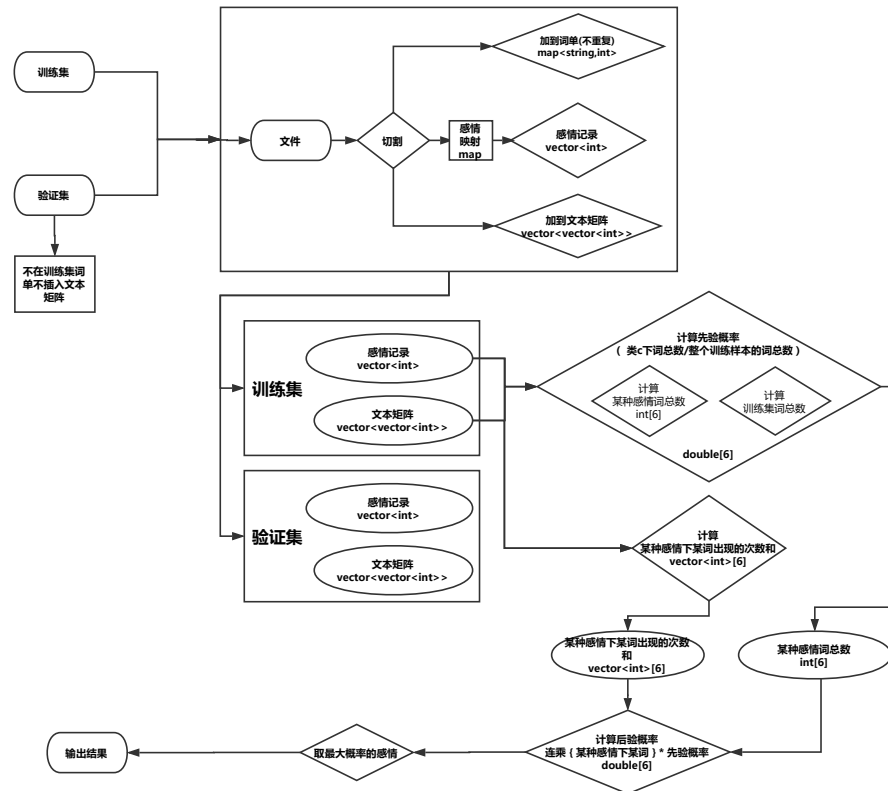 训练集
验证集
不在训练集词
单不插入文本
矩阵
文件
切割
加到词单(不重复)
map<string,int>
感情
映射
map
感情记录
vector<int>
加到文本矩阵
vector<vector<int>>
训练集
感情记录
vector<int>
文本矩阵
vector<vector<int>>
验证集
感情记录
vector<int>
文本矩阵
vector<vector<int>>
计算先验概率
( 类c下词总数/整个训练样本的词总数 )
计算
某种感情词总数
int[6]
计算
训练集词总数
double[6]
计算
某种感情下某词出现的次数和
vector<int>[6]
某种感情下某词出现的次数
和
vector<int>[6]
某种感情词总数
int[6]
计算后验概率
连乘 { 某种感情下某词 } * 先验概率
double[6]
取最大概率的感情
输出结果